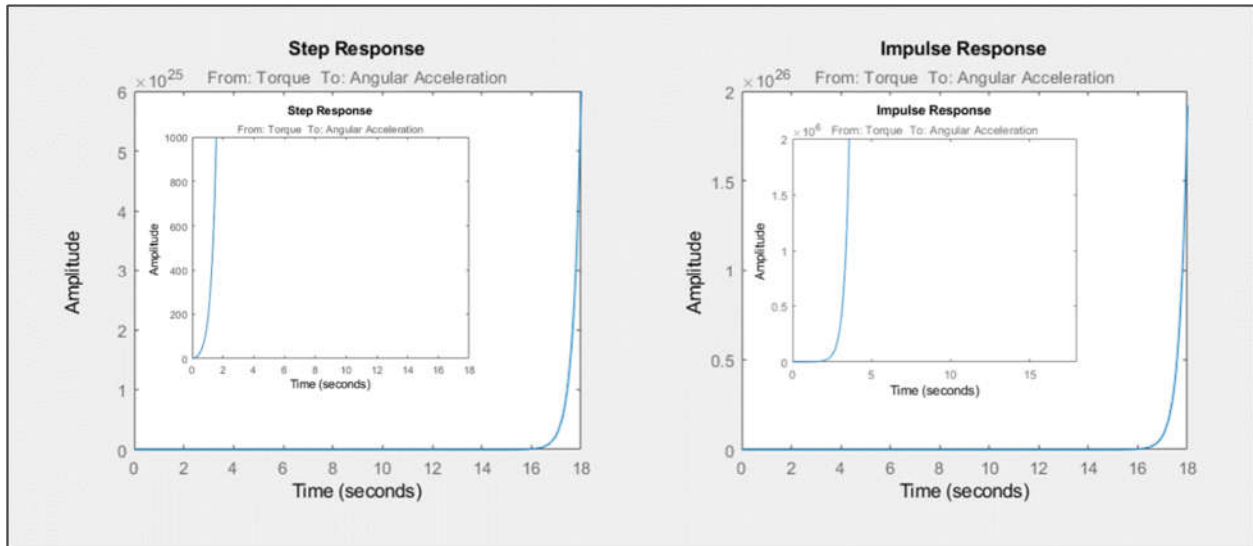 Step Response
From: Torque To: Angular Acceleration
×10^25
6
5
4
3
2
1
0
Amplitude
0 2 4 6 8 10 12 14 16 18
Time (seconds)
Step Response
From: Torque To: Angular Acceleration
1000
800
600
400
200
0
Amplitude
0 2 4 6 8 10 12 14 16 18
Time (seconds)
Impulse Response
From: Torque To: Angular Acceleration
×10^26
2
1.5
1
0.5
0
Amplitude
0 2 4 6 8 10 12 14 16 18
Time (seconds)
Impulse Response
From: Torque To: Angular Acceleration
×10^6
2
1.5
1
0.5
0
Amplitude
0 5 10 15
Time (seconds)